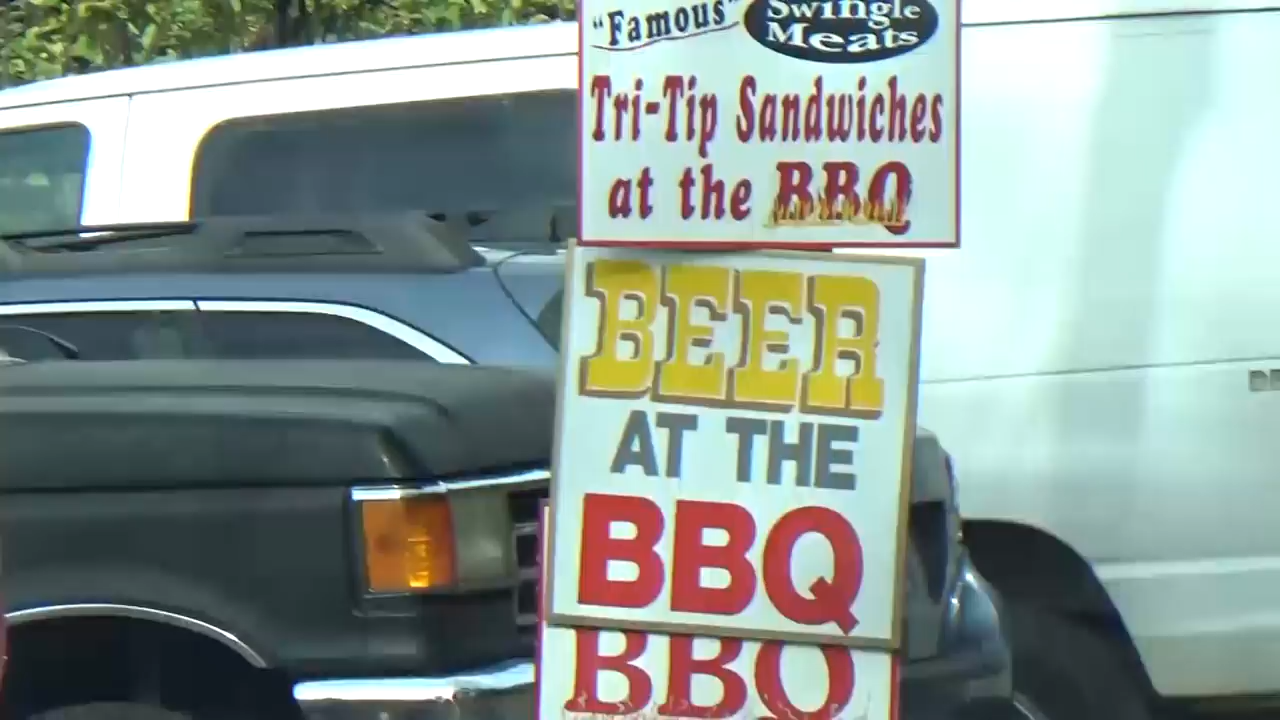 "Famous"
Swingle
Meats
Tri-Tip Sandwiches
at the BBQ
BEER
AT THE
BBQ
BBQ